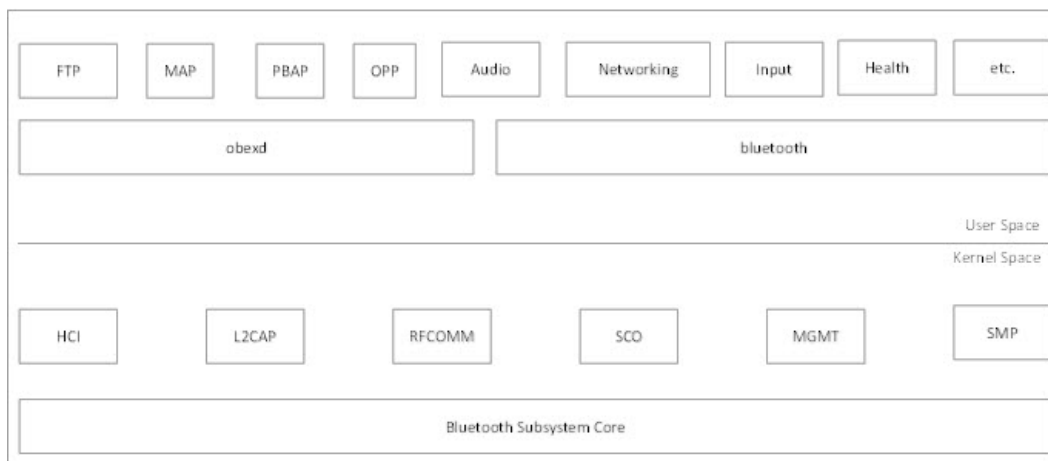 FTP MAP PBAP OPP Audio Networking Input Health etc.
obexd bluetooth
User Space
Kernel Space
HCI L2CAP RFCOMM SCO MGMT SMP
Bluetooth Subsystem Core